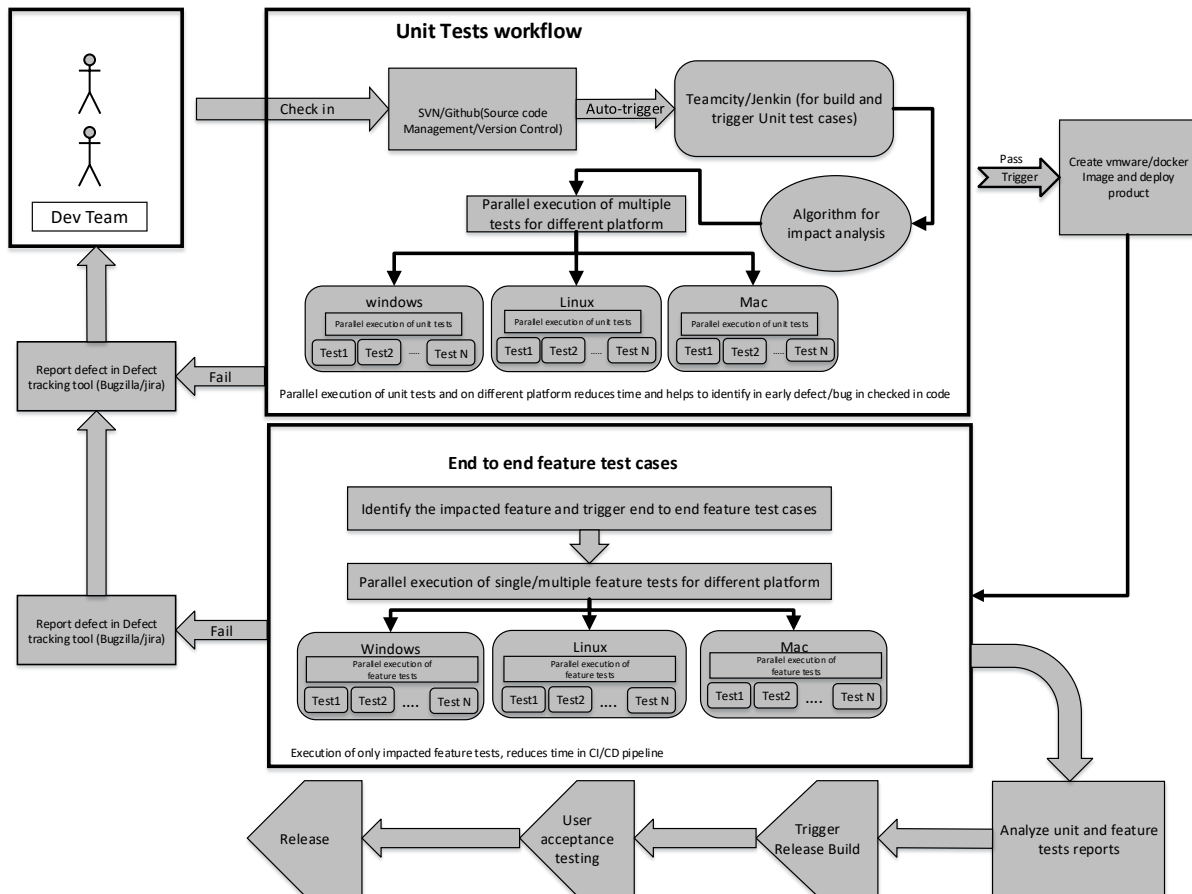 Unit Tests workflow
Dev Team
Check in
SVN/Github(Source code
Management/Version Control)
Auto-trigger
Teamcity/Jenkin (for build and
trigger Unit test cases)
Algorithm for
impact analysis
Parallel execution of multiple
tests for different platform
windows
Parallel execution of unit tests
Test1
Test2
.....
Test N
Linux
Parallel execution of unit tests
Test1
Test2
.....
Test N
Mac
Parallel execution of unit tests
Test1
Test2
.....
Test N
Parallel execution of unit tests and on different platform reduces time and helps to identify in early defect/bug in checked in code
Pass
Trigger
Create vmware/docker
Image and deploy
product
Fail
Report defect in Defect
tracking tool (Bugzilla/jira)
End to end feature test cases
Identify the impacted feature and trigger end to end feature test cases
Parallel execution of single/multiple feature tests for different platform
Windows
Parallel execution of
feature tests
Test1
Test2
....
Test N
Linux
Parallel execution of
feature tests
Test1
Test2
....
Test N
Mac
Parallel execution of
feature tests
Test1
Test2
....
Test N
Execution of only impacted feature tests, reduces time in CI/CD pipeline
Fail
Report defect in Defect
tracking tool (Bugzilla/jira)
Analyze unit and feature
tests reports
Trigger
Release Build
User
acceptance
testing
Release